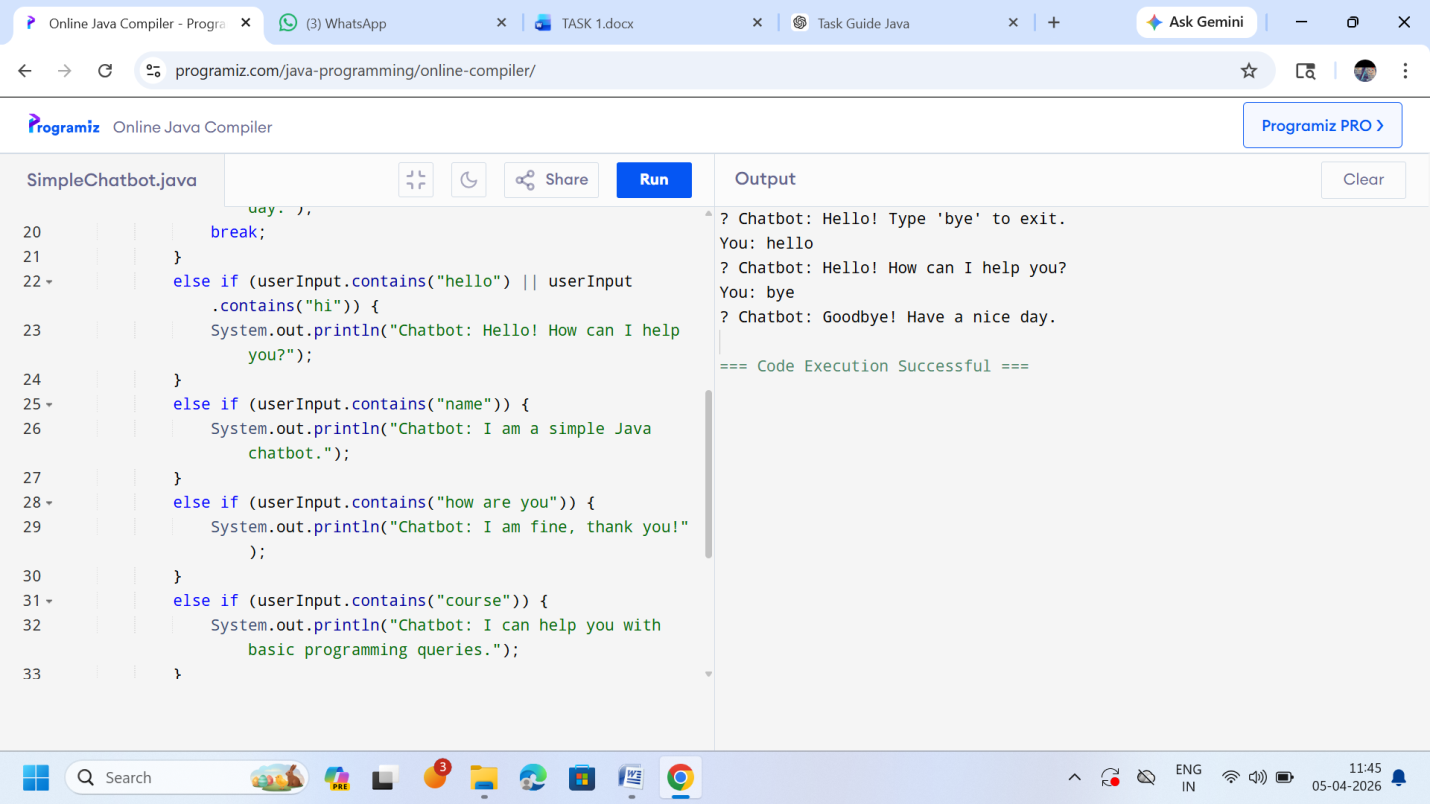 Online Java Compiler - Progra
(3) WhatsApp
TASK 1.docx
Task Guide Java
Ask Gemini
programiz.com/java-programming/online-compiler/
Programiz Online Java Compiler
Programiz PRO ❯
SimpleChatbot.java
Share
Run
Output
Clear
day.");
20 break;
21 }
22 else if (userInput.contains("hello") || userInput
.contains("hi")) {
23 System.out.println("Chatbot: Hello! How can I help
you?");
24 }
25 else if (userInput.contains("name")) {
26 System.out.println("Chatbot: I am a simple Java
chatbot.");
27 }
28 else if (userInput.contains("how are you")) {
29 System.out.println("Chatbot: I am fine, thank you!"
);
30 }
31 else if (userInput.contains("course")) {
32 System.out.println("Chatbot: I can help you with
basic programming queries.");
33 }
? Chatbot: Hello! Type 'bye' to exit.
You: hello
? Chatbot: Hello! How can I help you?
You: bye
? Chatbot: Goodbye! Have a nice day.
=== Code Execution Successful ===
Search
PRE
3
ENG
IN
11:45
05-04-2026